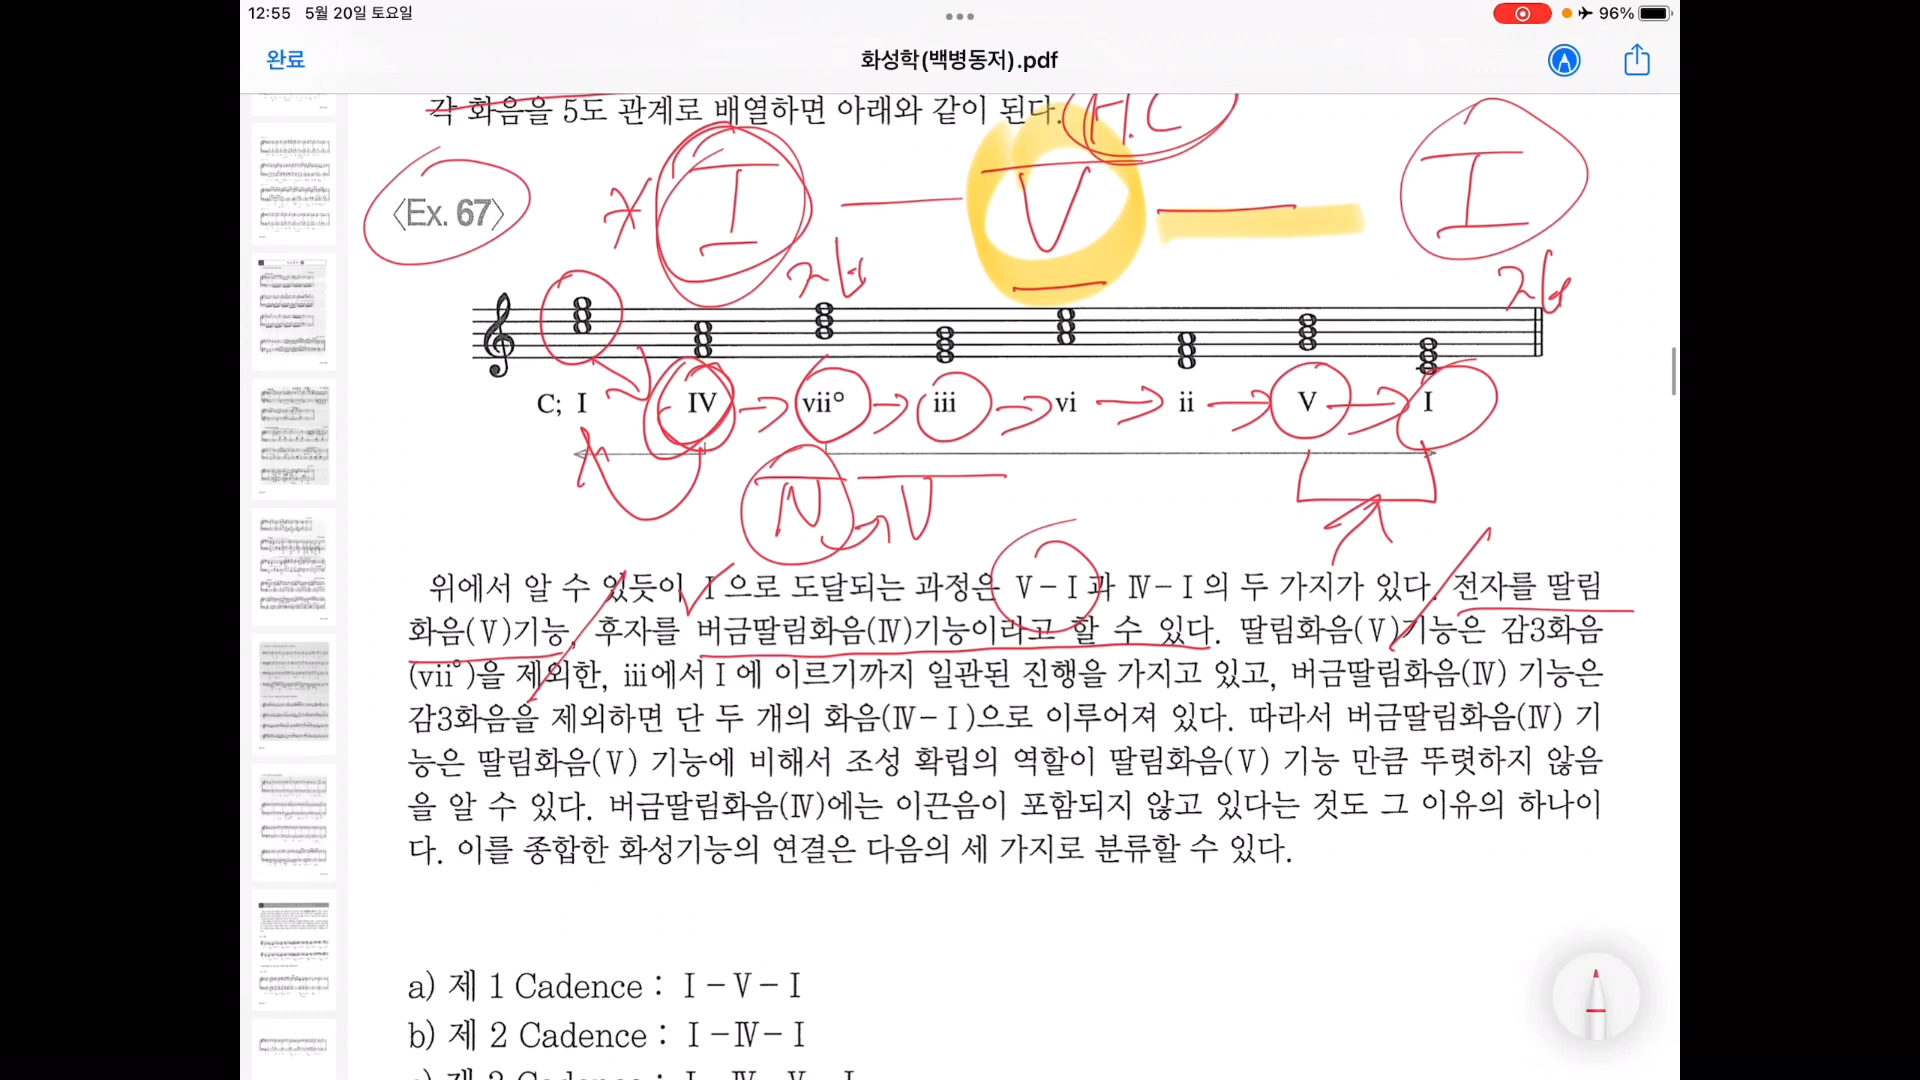 12:55 5월 20일 토요일
96%
완료
화성학(백병동저).pdf
각 화음을 5도 관계로 배열하면 아래와 같이 된다.
H.C
〈Ex. 67〉
I V I
C; I IV vii° iii vi ii V I
IV V
위에서 알 수 있듯이 I 으로 도달되는 과정은 V – I 과 IV – I 의 두 가지가 있다. 전자를 딸림
화음(V)기능, 후자를 버금딸림화음(IV)기능이라고 할 수 있다. 딸림화음(V)기능은 감3화음
(vii°)을 제외한, iii에서 I 에 이르기까지 일관된 진행을 가지고 있고, 버금딸림화음(IV) 기능은
감3화음을 제외하면 단 두 개의 화음(IV – I)으로 이루어져 있다. 따라서 버금딸림화음(IV) 기
능은 딸림화음(V) 기능에 비해서 조성 확립의 역할이 딸림화음(V) 기능 만큼 뚜렷하지 않음
을 알 수 있다. 버금딸림화음(IV)에는 이끈음이 포함되지 않고 있다는 것도 그 이유의 하나이
다. 이를 종합한 화성기능의 연결은 다음의 세 가지로 분류할 수 있다.
a) 제 1 Cadence : I – V – I
b) 제 2 Cadence : I – IV – I
c) 제 3 Cadence : I – IV – V – I